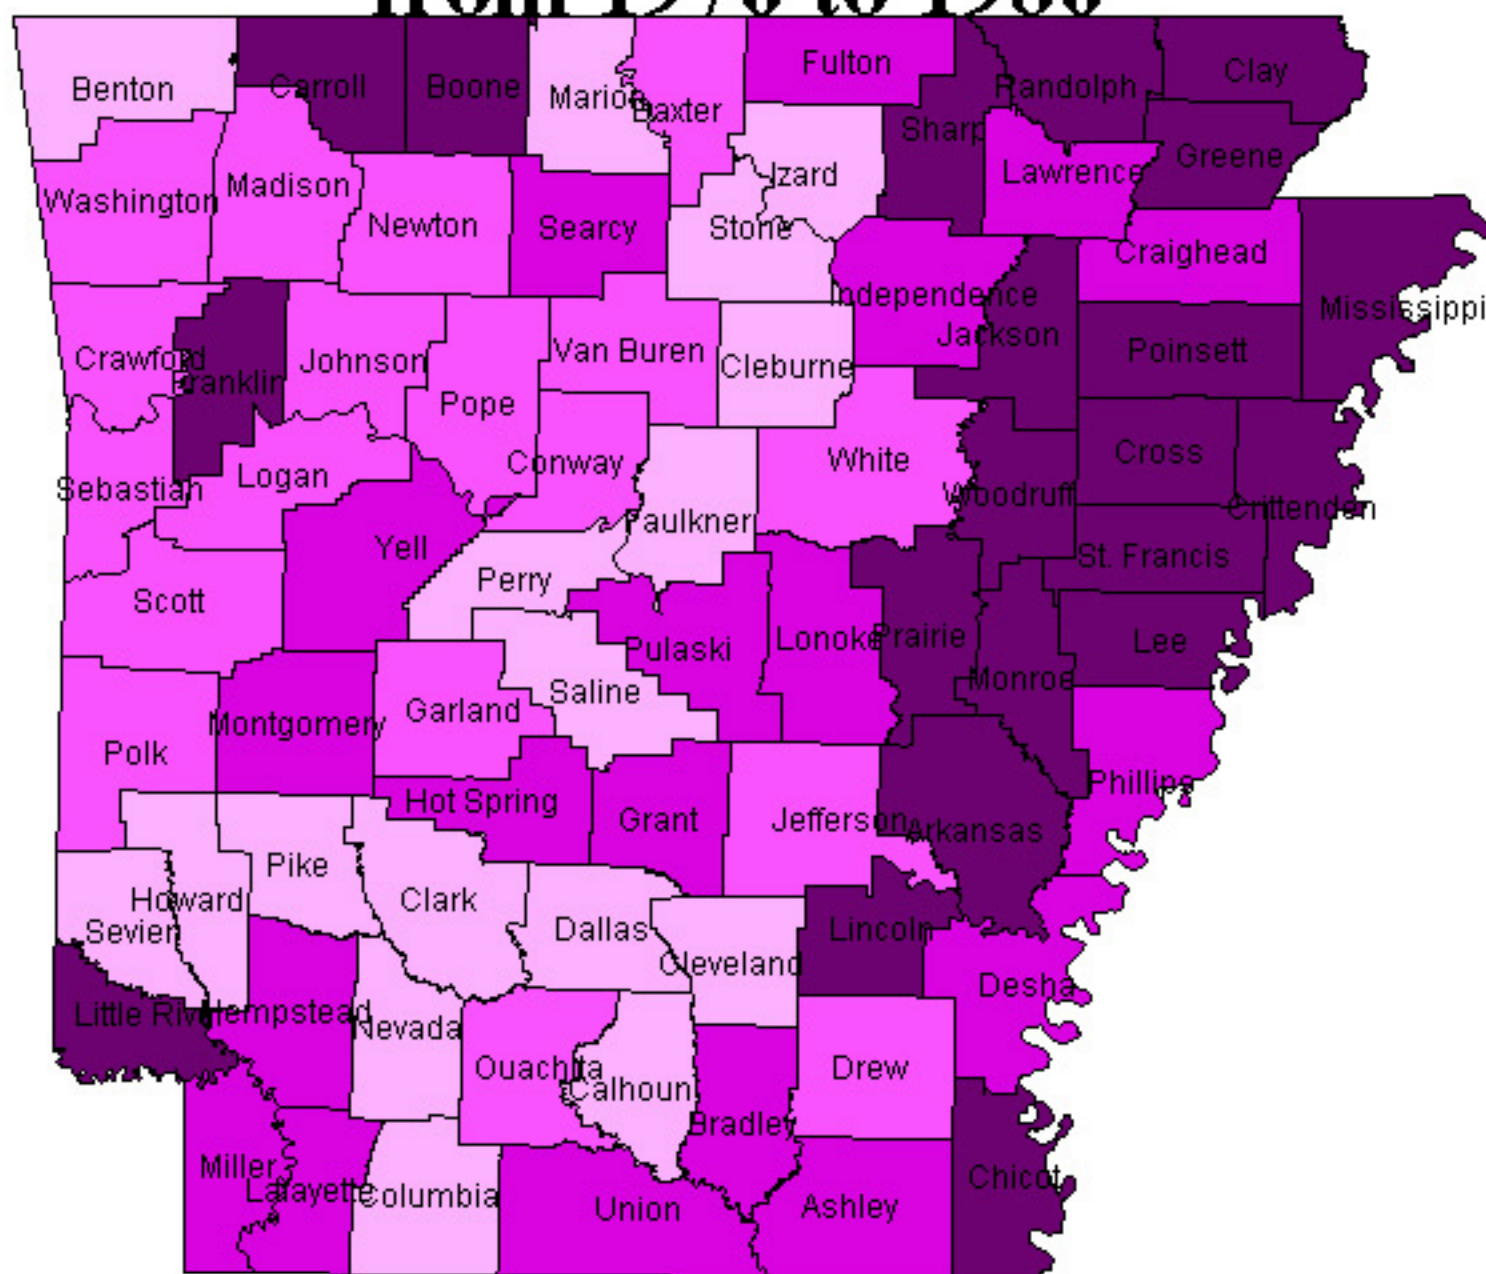 from 1970 to 1980
Benton
Carroll
Boone
Marion
Baxter
Fulton
Randolph
Clay
Sharp
Greene
Lawrence
Izard
Washington
Madison
Newton
Searcy
Stone
Craighead
Independence
Jackson
Mississippi
Crawford
Franklin
Johnson
Van Buren
Cleburne
Poinsett
Pope
Conway
White
Cross
Sebastian
Logan
Woodruff
Crittenden
Faulkner
Yell
St. Francis
Perry
Scott
Pulaski
Lonoke
Prairie
Lee
Monroe
Saline
Garland
Montgomery
Polk
Phillips
Hot Spring
Grant
Jefferson
Arkansas
Pike
Howard
Clark
Sevier
Dallas
Lincoln
Cleveland
Desha
Little River
Hempstead
Nevada
Ouachita
Calhoun
Drew
Bradley
Miller
Lafayette
Columbia
Union
Ashley
Chicot